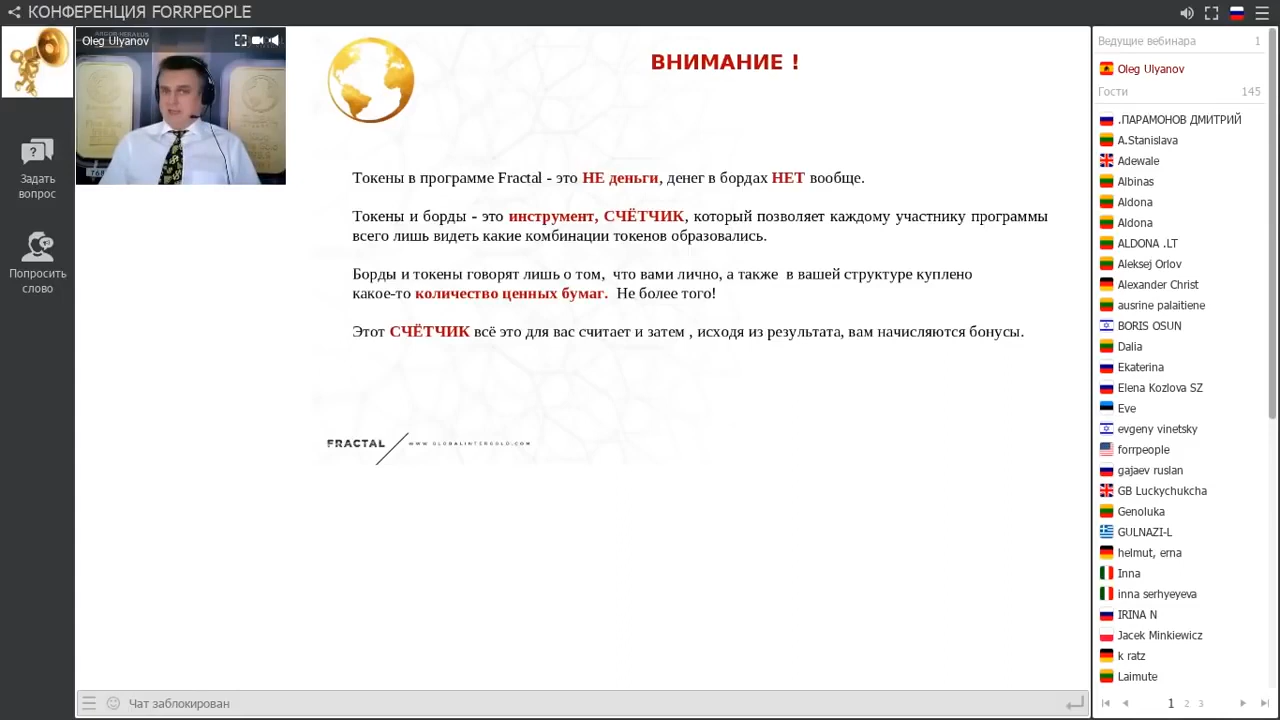 КОНФЕРЕНЦИЯ FORRPEOPLE
Oleg Ulyanov
Задать
вопрос
Попросить
слово
ВНИМАНИЕ !
Токены в программе Fractal - это НЕ деньги, денег в бордах НЕТ вообще.
Токены и борды - это инструмент, СЧЁТЧИК, который позволяет каждому участнику программы
всего лишь видеть какие комбинации токенов образовались.
Борды и токены говорят лишь о том, что вами лично, а также в вашей структуре куплено
какое-то количество ценных бумаг. Не более того!
Этот СЧЁТЧИК всё это для вас считает и затем , исходя из результата, вам начисляются бонусы.
FRACTAL
WWW.GLOBALINTERGOLD.COM
Чат заблокирован
Ведущие вебинара 1
Oleg Ulyanov
Гости 145
.ПАРАМОНОВ ДМИТРИЙ
A.Stanislava
Adewale
Albinas
Aldona
Aldona
ALDONA .LT
Aleksej Orlov
Alexander Christ
ausrine palaitiene
BORIS OSUN
Dalia
Ekaterina
Elena Kozlova SZ
Eve
evgeny vinetsky
forrpeople
gajaev ruslan
GB Luckychukcha
Genoluka
GULNAZI-L
helmut, erna
Inna
inna serhyeyeva
IRINA N
Jacek Minkiewicz
k ratz
Laimute
1 2 3